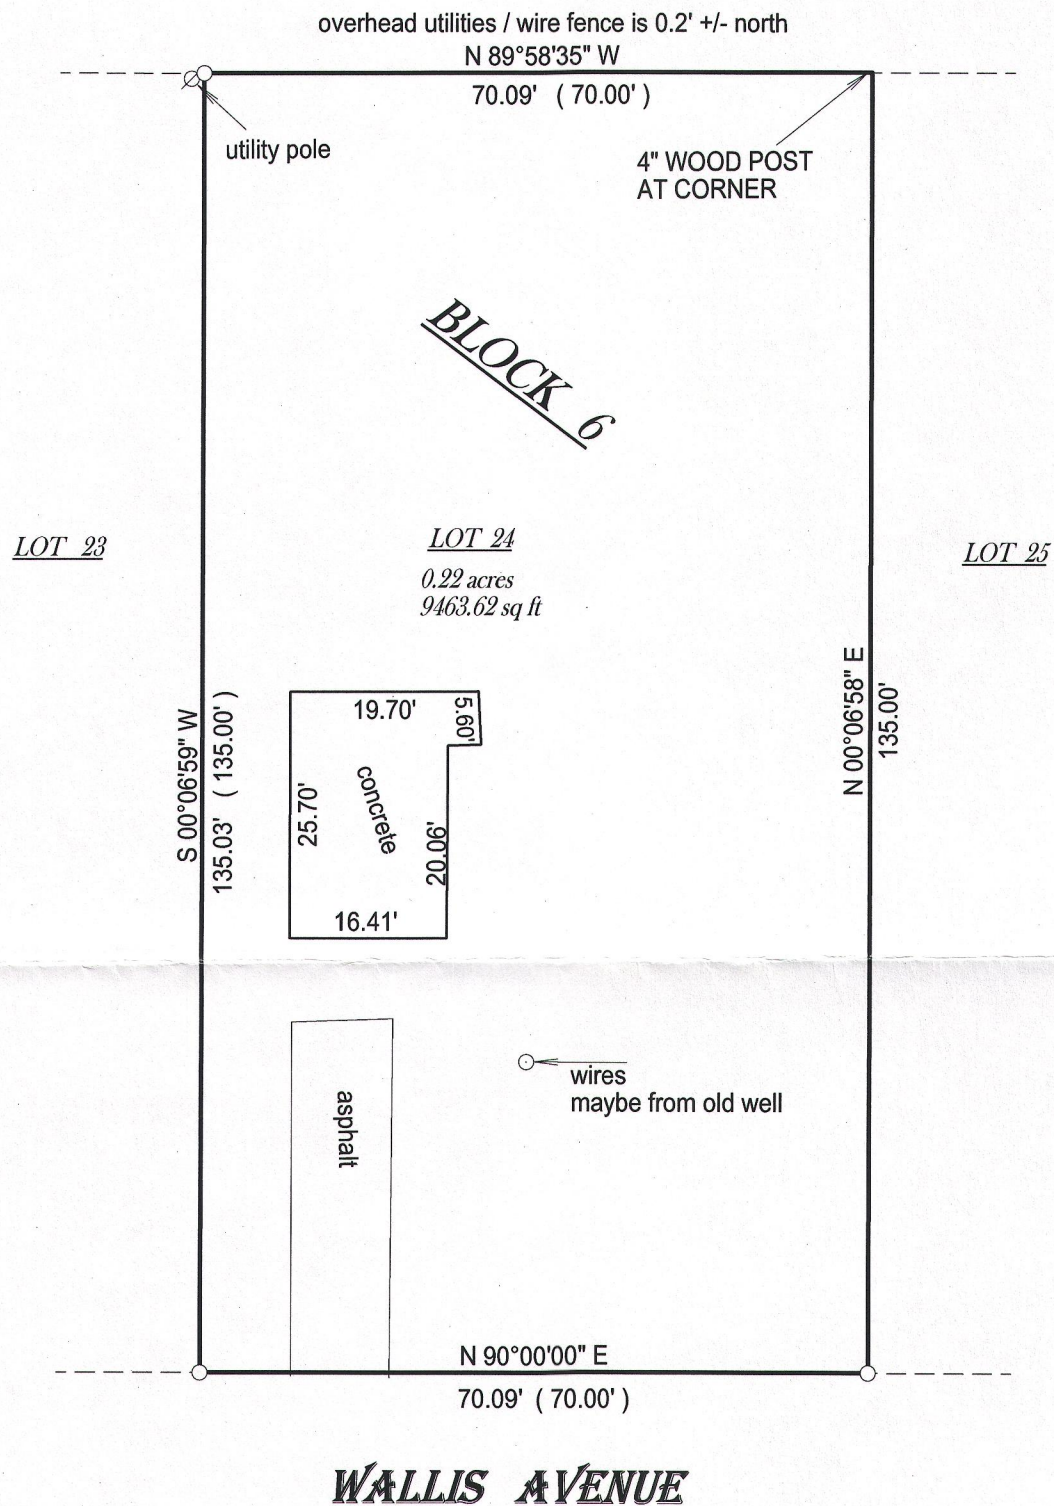 overhead utilities / wire fence is 0.2' +/- north
N 89°58'35" W
70.09' ( 70.00' )
utility pole
4" WOOD POST
AT CORNER
BLOCK 6
LOT 23
LOT 24
0.22 acres
9463.62 sq ft
LOT 25
S 00°06'59" W
135.03' ( 135.00' )
N 00°06'58" E
135.00'
19.70'
5.60'
25.70'
concrete
20.06'
16.41'
wires
maybe from old well
asphalt
N 90°00'00" E
70.09' ( 70.00' )
WALLIS AVENUE